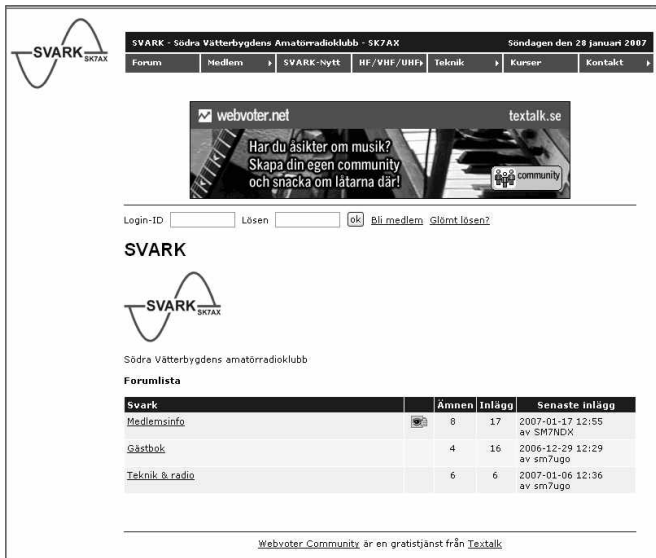 SVARK
SK7AX
SVARK - Södra Vätterbygdens Amatörradioklubb - SK7AX Söndagen den 28 januari 2007
Forum Medlem SVARK-Nytt HF/VHF/UHF Teknik Kurser Kontakt
webvoter.net textalk.se
Har du åsikter om musik?
Skapa din egen community
och snacka om låtarna där!
community
Login-ID Lösen ok Bli medlem Glömt lösen?
SVARK
SVARK
SK7AX
Södra Vätterbygdens amatörradioklubb
Forumlista
Svark Ämnen Inlägg Senaste inlägg
Medlemsinfo 8 17 2007-01-17 12:55
av SM7NDX
Gästbok 4 16 2006-12-29 12:29
av sm7ugo
Teknik & radio 6 6 2007-01-06 12:36
av sm7ugo
Webvoter Community är en gratistjänst från Textalk